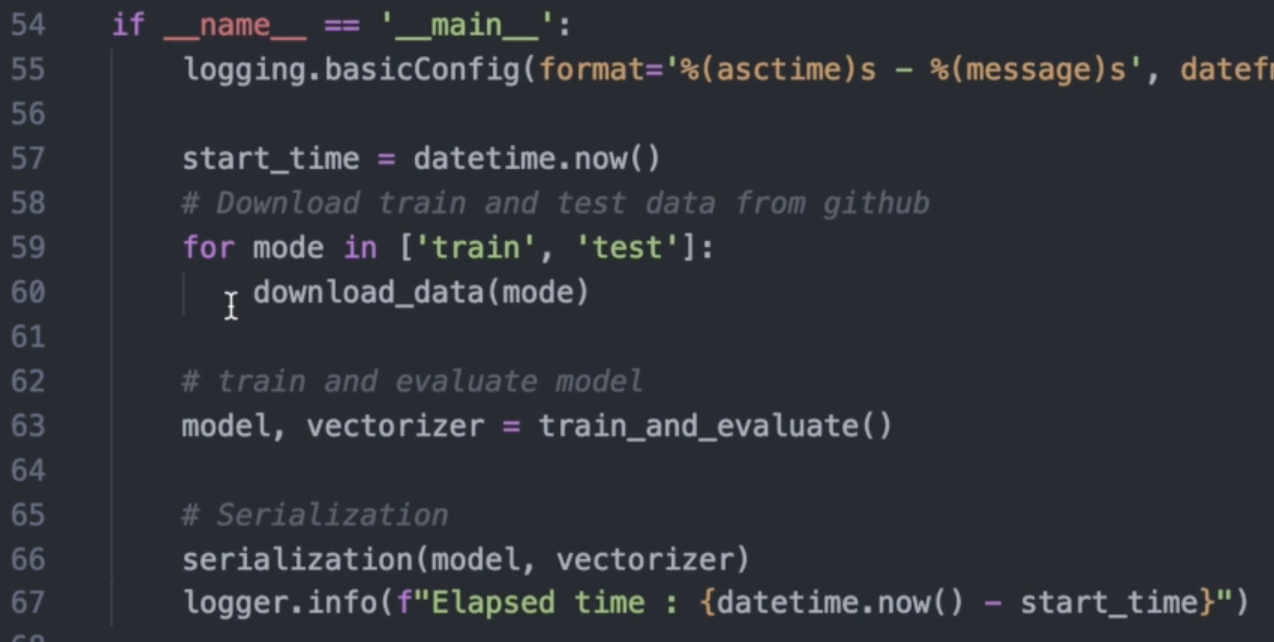 54 if __name__ == '__main__':
55 logging.basicConfig(format='%(asctime)s - %(message)s',
56
57 start_time = datetime.now()
58 # Download train and test data from github
59 for mode in ['train', 'test']:
60 download_data(mode)
61
62 # train and evaluate model
63 model, vectorizer = train_and_evaluate()
64
65 # Serialization
66 serialization(model, vectorizer)
67 logger.info(f"Elapsed time : {datetime.now() - start_time}")